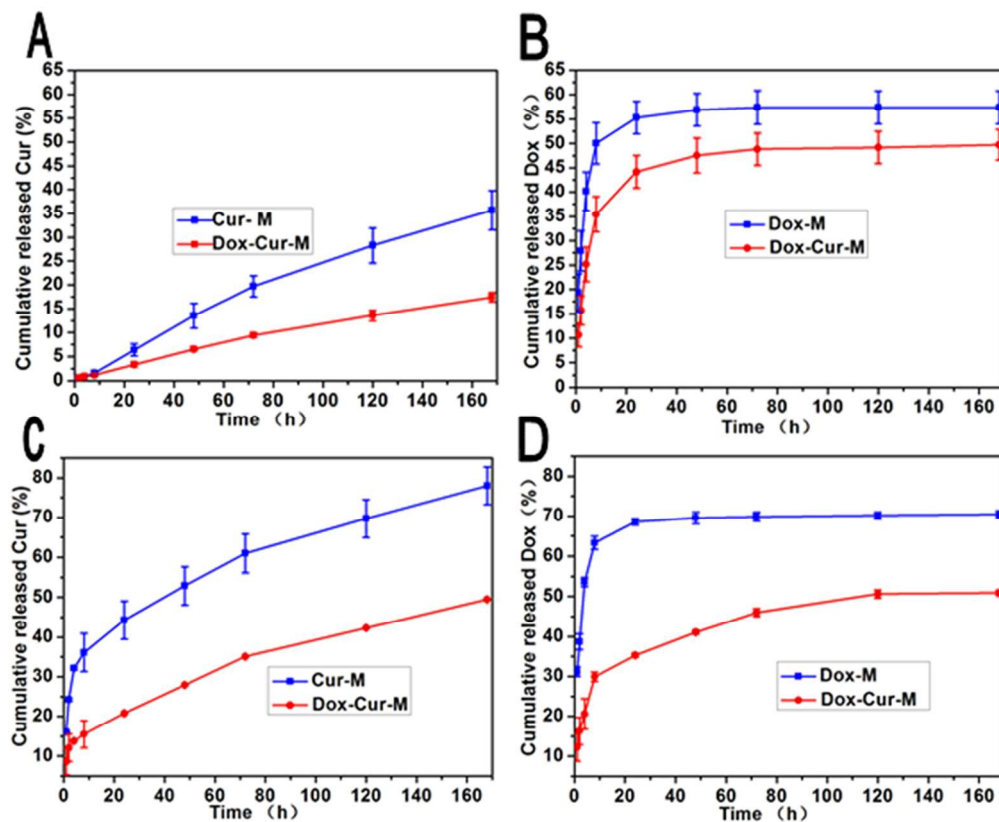 A
65
60
55
50
45
40
35
30
25
20
15
10
5
0
Cumulative released Cur (%)
Cur- M
Dox-Cur-M
0 20 40 60 80 100 120 140 160
Time （h）
B
65
60
55
50
45
40
35
30
25
20
15
10
5
0
Cumulative released Dox （%）
Dox-M
Dox-Cur-M
0 20 40 60 80 100 120 140 160
Time （h）
C
80
70
60
50
40
30
20
10
Cumulative released Cur (%)
Cur-M
Dox-Cur-M
0 20 40 60 80 100 120 140 160
Time （h）
D
80
70
60
50
40
30
20
10
Cumulative released Dox （%）
Dox-M
Dox-Cur-M
0 20 40 60 80 100 120 140 160
Time （h）